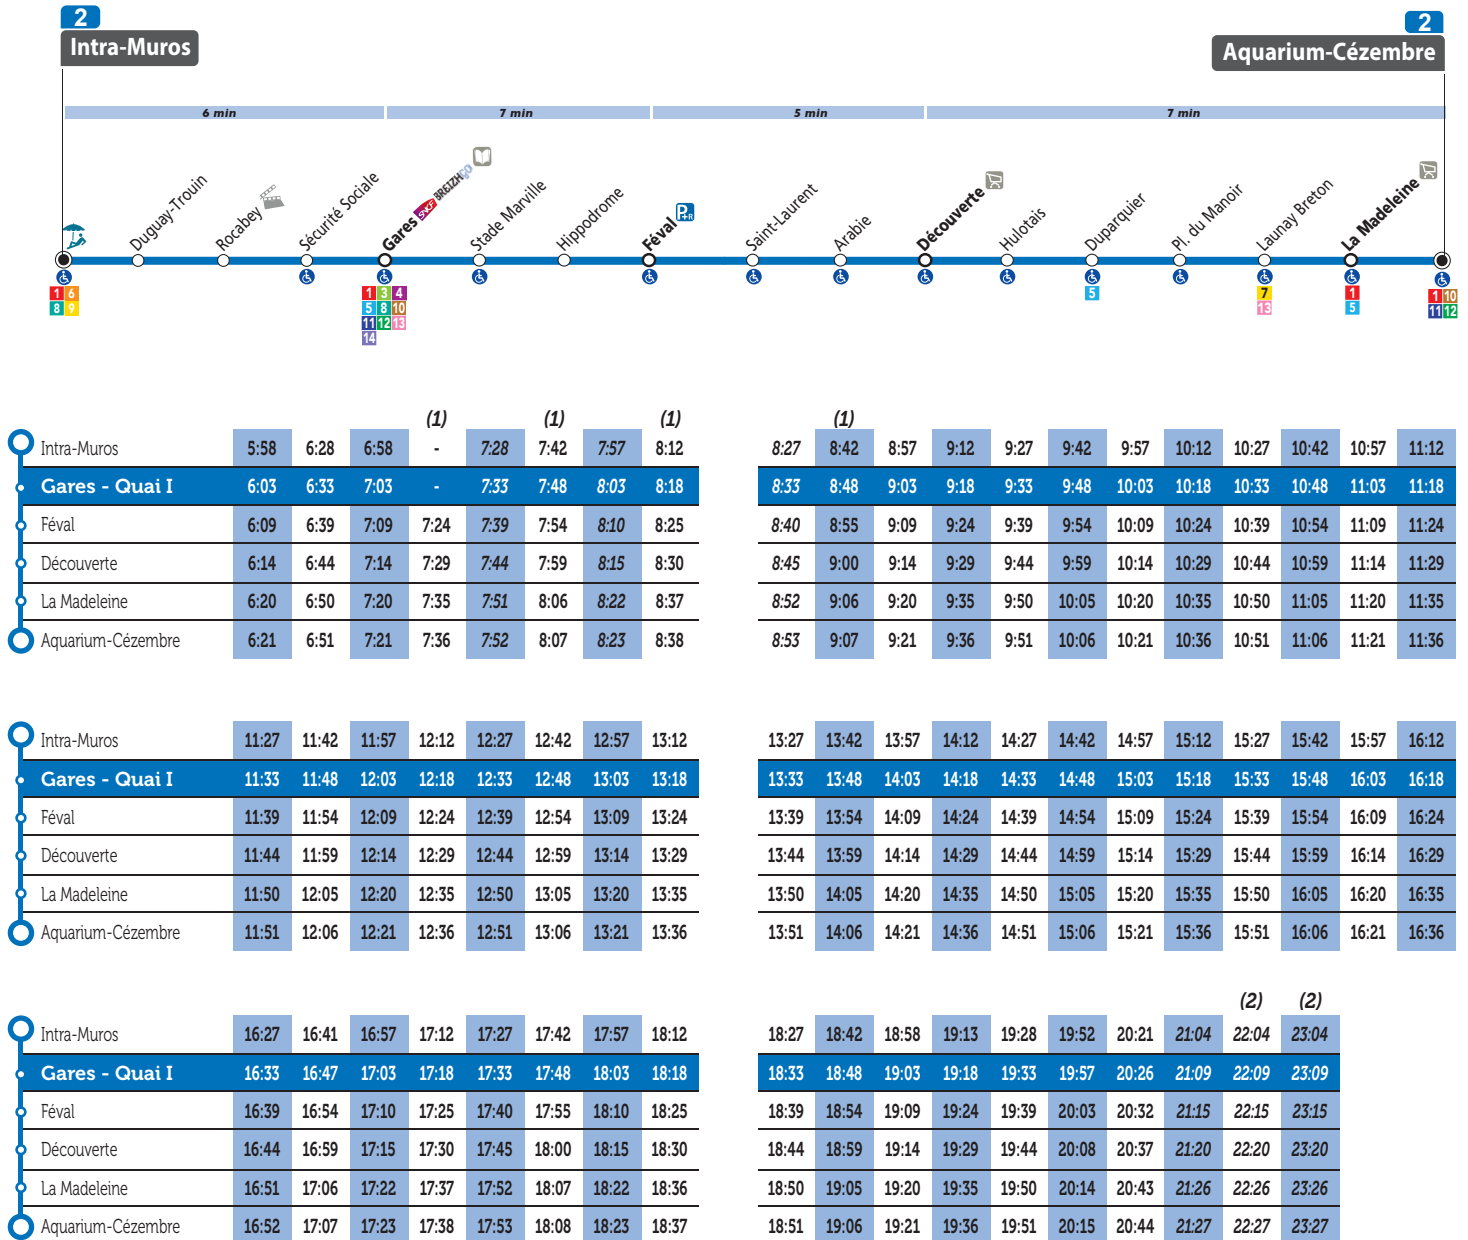 2 2
Intra-Muros Aquarium-Cézembre
6 min 7 min 5 min 7 min
Duguay-Trouin
Rocabey
Sécurité Sociale
Gares SNCF BREIZHGO
Stade Marville
Hippodrome
Féval P+R
Saint-Laurent
Arabie
Découverte
Hulotais
Duparquier
Pl. du Manoir
Launay Breton
La Madeleine
1 6
8 9
1 3 4
5 8 10
11 12 13
14
5
7
13
1
5
1 10
11 12
(1) (1) (1) (1)
Intra-Muros 5:58 6:28 6:58 - 7:28 7:42 7:57 8:12 8:27 8:42 8:57 9:12 9:27 9:42 9:57 10:12 10:27 10:42 10:57 11:12
Gares - Quai I 6:03 6:33 7:03 - 7:33 7:48 8:03 8:18 8:33 8:48 9:03 9:18 9:33 9:48 10:03 10:18 10:33 10:48 11:03 11:18
Féval 6:09 6:39 7:09 7:24 7:39 7:54 8:10 8:25 8:40 8:55 9:09 9:24 9:39 9:54 10:09 10:24 10:39 10:54 11:09 11:24
Découverte 6:14 6:44 7:14 7:29 7:44 7:59 8:15 8:30 8:45 9:00 9:14 9:29 9:44 9:59 10:14 10:29 10:44 10:59 11:14 11:29
La Madeleine 6:20 6:50 7:20 7:35 7:51 8:06 8:22 8:37 8:52 9:06 9:20 9:35 9:50 10:05 10:20 10:35 10:50 11:05 11:20 11:35
Aquarium-Cézembre 6:21 6:51 7:21 7:36 7:52 8:07 8:23 8:38 8:53 9:07 9:21 9:36 9:51 10:06 10:21 10:36 10:51 11:06 11:21 11:36
Intra-Muros 11:27 11:42 11:57 12:12 12:27 12:42 12:57 13:12 13:27 13:42 13:57 14:12 14:27 14:42 14:57 15:12 15:27 15:42 15:57 16:12
Gares - Quai I 11:33 11:48 12:03 12:18 12:33 12:48 13:03 13:18 13:33 13:48 14:03 14:18 14:33 14:48 15:03 15:18 15:33 15:48 16:03 16:18
Féval 11:39 11:54 12:09 12:24 12:39 12:54 13:09 13:24 13:39 13:54 14:09 14:24 14:39 14:54 15:09 15:24 15:39 15:54 16:09 16:24
Découverte 11:44 11:59 12:14 12:29 12:44 12:59 13:14 13:29 13:44 13:59 14:14 14:29 14:44 14:59 15:14 15:29 15:44 15:59 16:14 16:29
La Madeleine 11:50 12:05 12:20 12:35 12:50 13:05 13:20 13:35 13:50 14:05 14:20 14:35 14:50 15:05 15:20 15:35 15:50 16:05 16:20 16:35
Aquarium-Cézembre 11:51 12:06 12:21 12:36 12:51 13:06 13:21 13:36 13:51 14:06 14:21 14:36 14:51 15:06 15:21 15:36 15:51 16:06 16:21 16:36
(2) (2)
Intra-Muros 16:27 16:41 16:57 17:12 17:27 17:42 17:57 18:12 18:27 18:42 18:58 19:13 19:28 19:52 20:21 21:04 22:04 23:04
Gares - Quai I 16:33 16:47 17:03 17:18 17:33 17:48 18:03 18:18 18:33 18:48 19:03 19:18 19:33 19:57 20:26 21:09 22:09 23:09
Féval 16:39 16:54 17:10 17:25 17:40 17:55 18:10 18:25 18:39 18:54 19:09 19:24 19:39 20:03 20:32 21:15 22:15 23:15
Découverte 16:44 16:59 17:15 17:30 17:45 18:00 18:15 18:30 18:44 18:59 19:14 19:29 19:44 20:08 20:37 21:20 22:20 23:20
La Madeleine 16:51 17:06 17:22 17:37 17:52 18:07 18:22 18:36 18:50 19:05 19:20 19:35 19:50 20:14 20:43 21:26 22:26 23:26
Aquarium-Cézembre 16:52 17:07 17:23 17:38 17:53 18:08 18:23 18:37 18:51 19:06 19:21 19:36 19:51 20:15 20:44 21:27 22:27 23:27